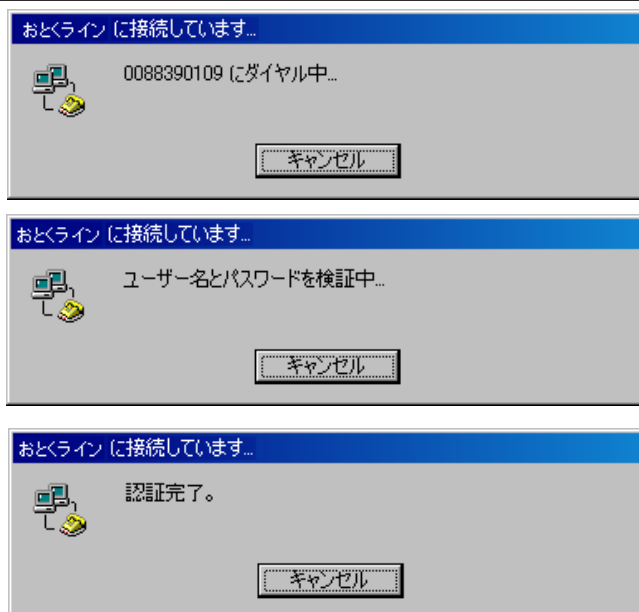 おとくライン に接続しています...
0088390109 にダイヤル中...
キャンセル
おとくライン に接続しています...
ユーザー名とパスワードを検証中...
キャンセル
おとくライン に接続しています...
認証完了。
キャンセル